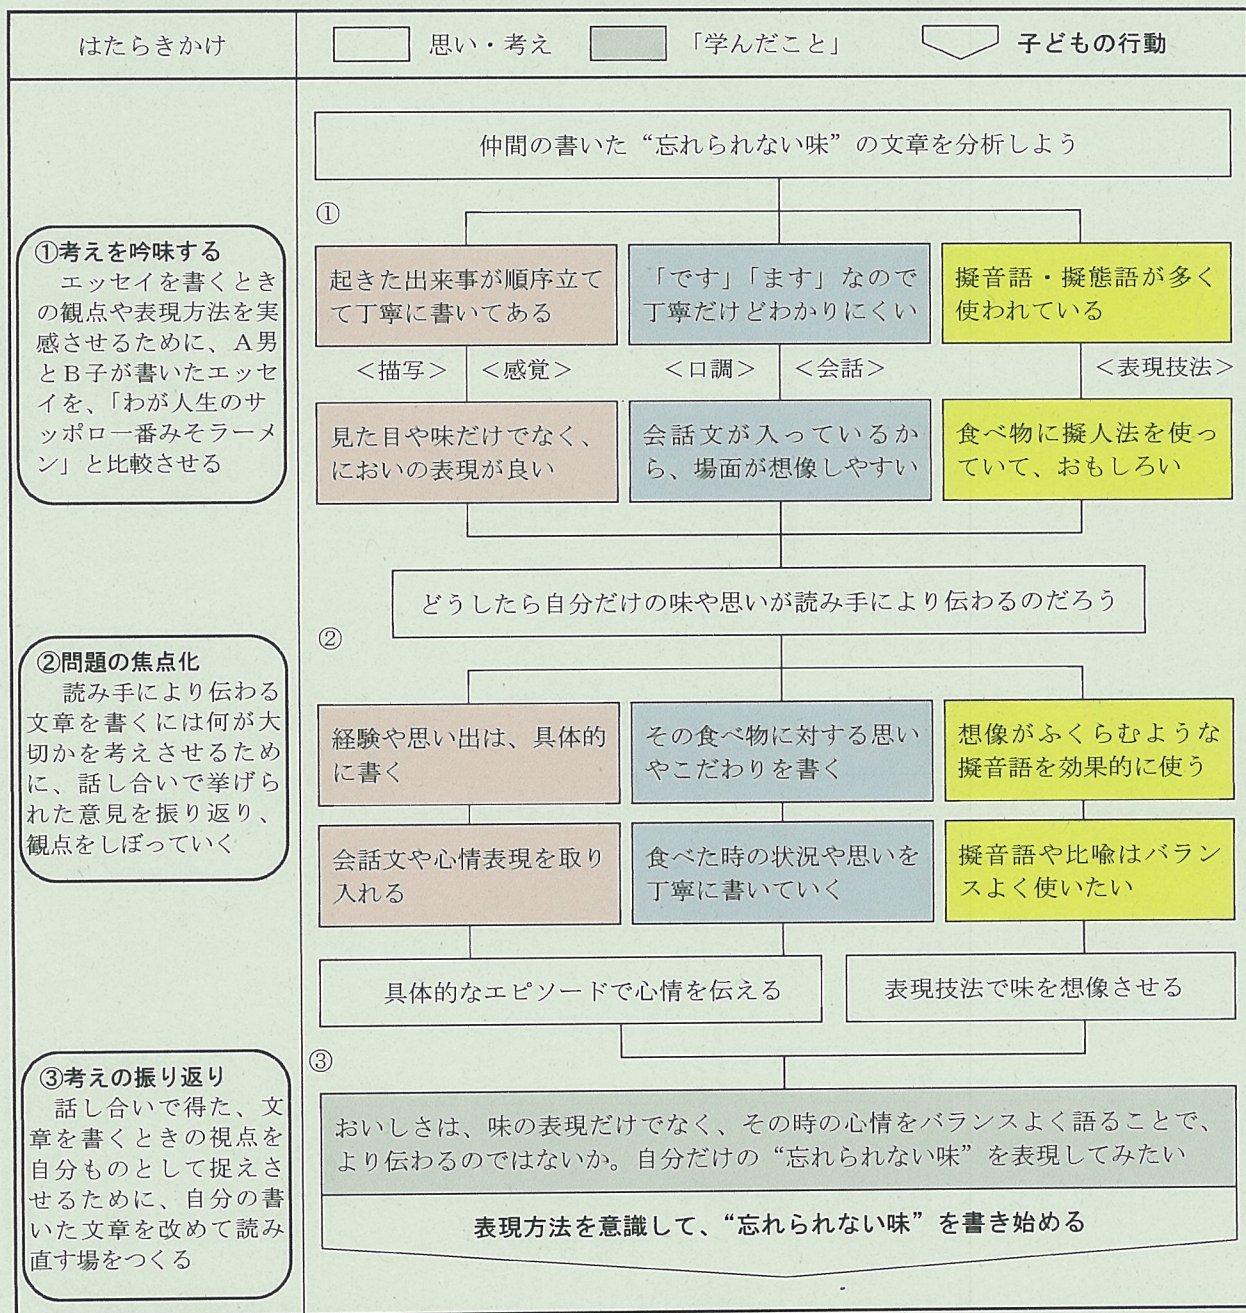 はたらきかけ
思い・考え
「学んだこと」
子どもの行動
仲間の書いた“忘れられない味”の文章を分析しよう
①
①考えを吟味する
エッセイを書くとき
の観点や表現方法を実
感させるために、A男
とB子が書いたエッセ
イを、「わが人生のサ
ッポロ一番みそラーメ
ン」と比較させる
起きた出来事が順序立て
て丁寧に書いてある
「です」「ます」なので
丁寧だけどわかりにくい
擬音語・擬態語が多く
使われている
<描写>
<感覚>
<口調>
<会話>
<表現技法>
見た目や味だけでなく、
においの表現が良い
会話文が入っているか
ら、場面が想像しやすい
食べ物に擬人法を使っ
ていて、おもしろい
どうしたら自分だけの味や思いが読み手により伝わるのだろう
②
②問題の焦点化
読み手により伝わる
文章を書くには何が大
切かを考えさせるため
に、話し合いで挙げら
れた意見を振り返り、
観点をしぼっていく
経験や思い出は、具体的
に書く
その食べ物に対する思い
やこだわりを書く
想像がふくらむような
擬音語を効果的に使う
会話文や心情表現を取り
入れる
食べた時の状況や思いを
丁寧に書いていく
擬音語や比喩はバラン
スよく使いたい
具体的なエピソードで心情を伝える
表現技法で味を想像させる
③
③考えの振り返り
話し合いで得た、文
章を書くときの視点を
自分ものとして捉えさ
せるために、自分の書
いた文章を改めて読み
直す場をつくる
おいしさは、味の表現だけでなく、その時の心情をバランスよく語ることで、
より伝わるのではないか。自分だけの“忘れられない味”を表現してみたい
表現方法を意識して、“忘れられない味”を書き始める